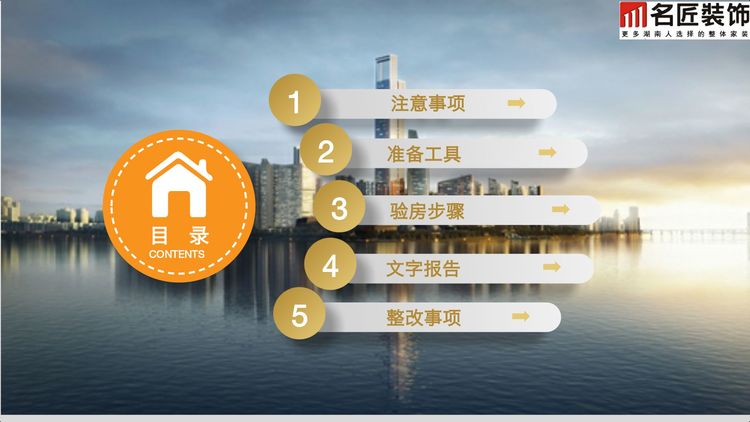 名匠装饰
更多湖南人选择的整体家装
1 注意事项
2 准备工具
3 验房步骤
4 文字报告
5 整改事项
目 录
CONTENTS